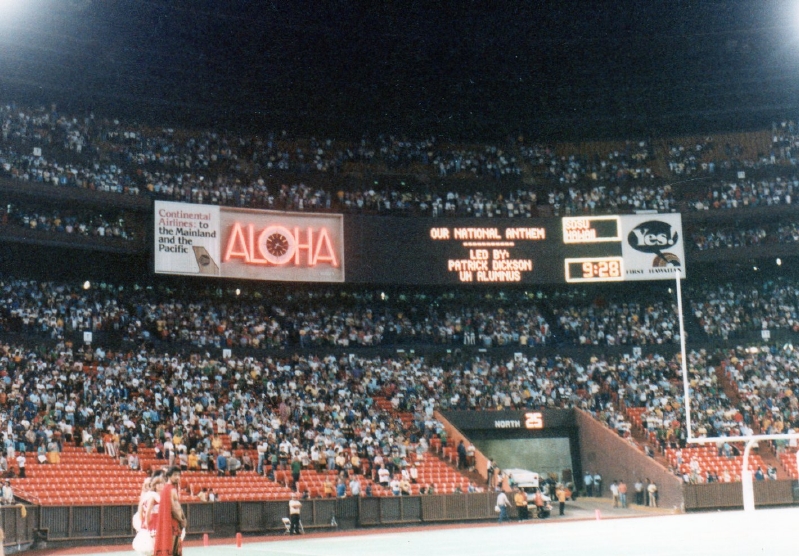 Continental
Airlines: to
the Mainland
and the
Pacific
ALOHA
OUR NATIONAL ANTHEM
LED BY:
PATRICK DICKSON
UH ALUMNUS
9:28
Yes!
FIRST HAWAIIAN
NORTH 25